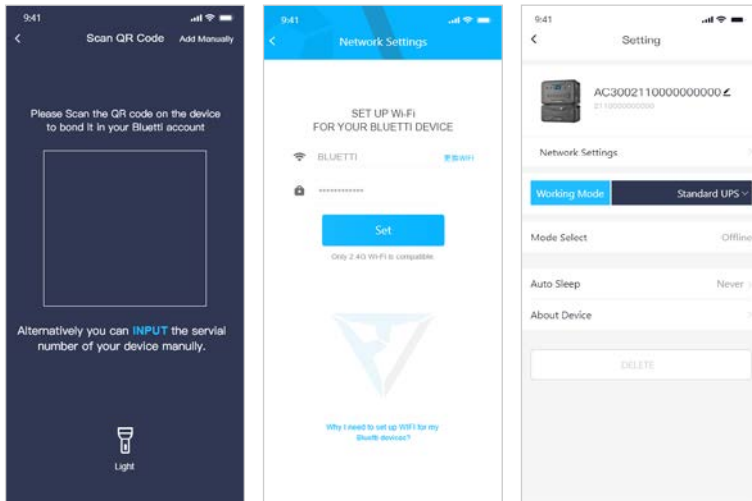 9:41
Scan QR Code Add Manually
Please Scan the QR code on the device
to bond it in your Bluetti account
Alternatively you can INPUT the servial
number of your device manully.
Light
9:41
Network Settings
SET UP Wi-Fi
FOR YOUR BLUETTI DEVICE
BLUETTI 更换WIFI
************
Set
Only 2.4G Wi-Fi is compatible.
Why I need to set up WIFI for my
Bluetti devices?
9:41
Setting
AC3002110000000000
2110000000000
Network Settings
Working Mode Standard UPS
Mode Select Offline
Auto Sleep Never
About Device
DELETE